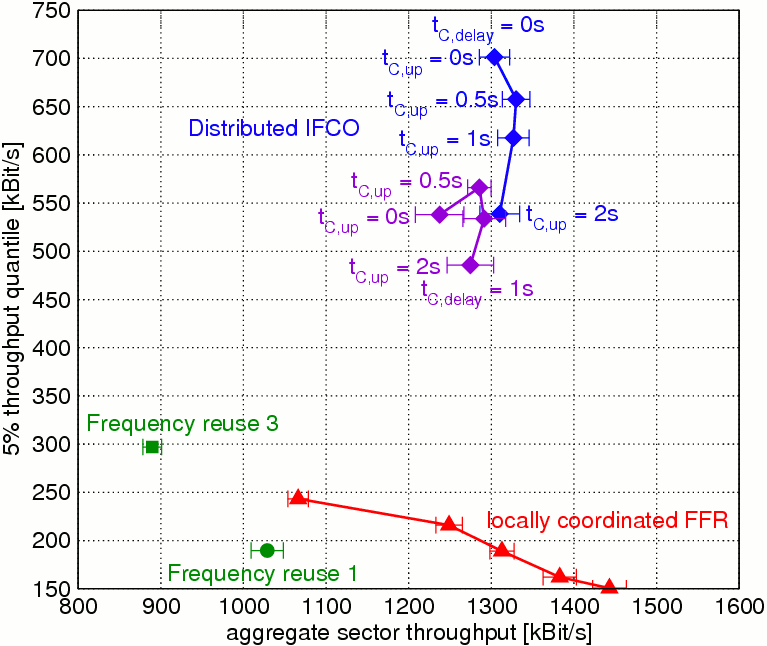 750
700
650
600
550
500
450
400
350
300
250
200
150
5% throughput quantile [kBit/s]
t_C,delay = 0s
t_C,up = 0s
t_C,up = 0.5s
Distributed IFCO
t_C,up = 1s
t_C,up = 0.5s
t_C,up = 0s
t_C,up = 2s
t_C,up = 2s
t_C,delay = 1s
Frequency reuse 3
locally coordinated FFR
Frequency reuse 1
800 900 1000 1100 1200 1300 1400 1500 1600
aggregate sector throughput [kBit/s]